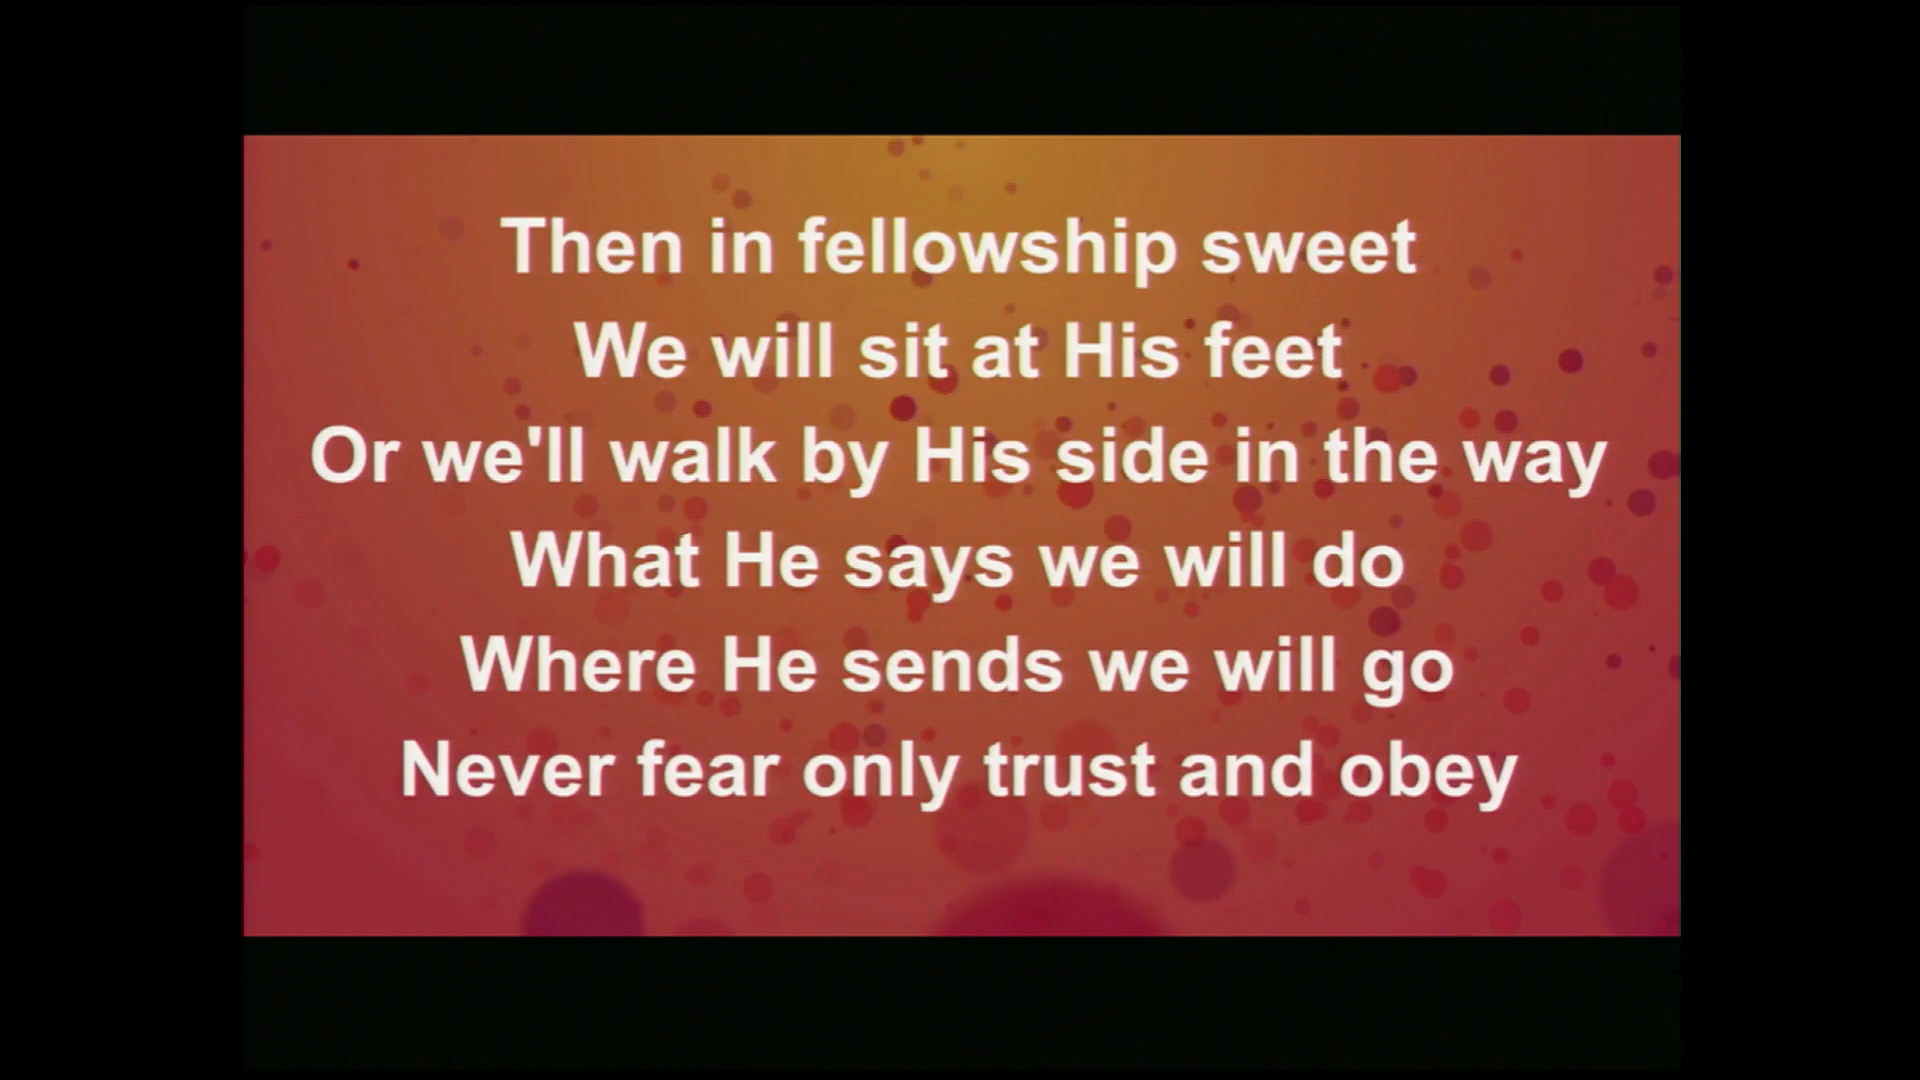 Then in fellowship sweet
We will sit at His feet
Or we'll walk by His side in the way
What He says we will do
Where He sends we will go
Never fear only trust and obey